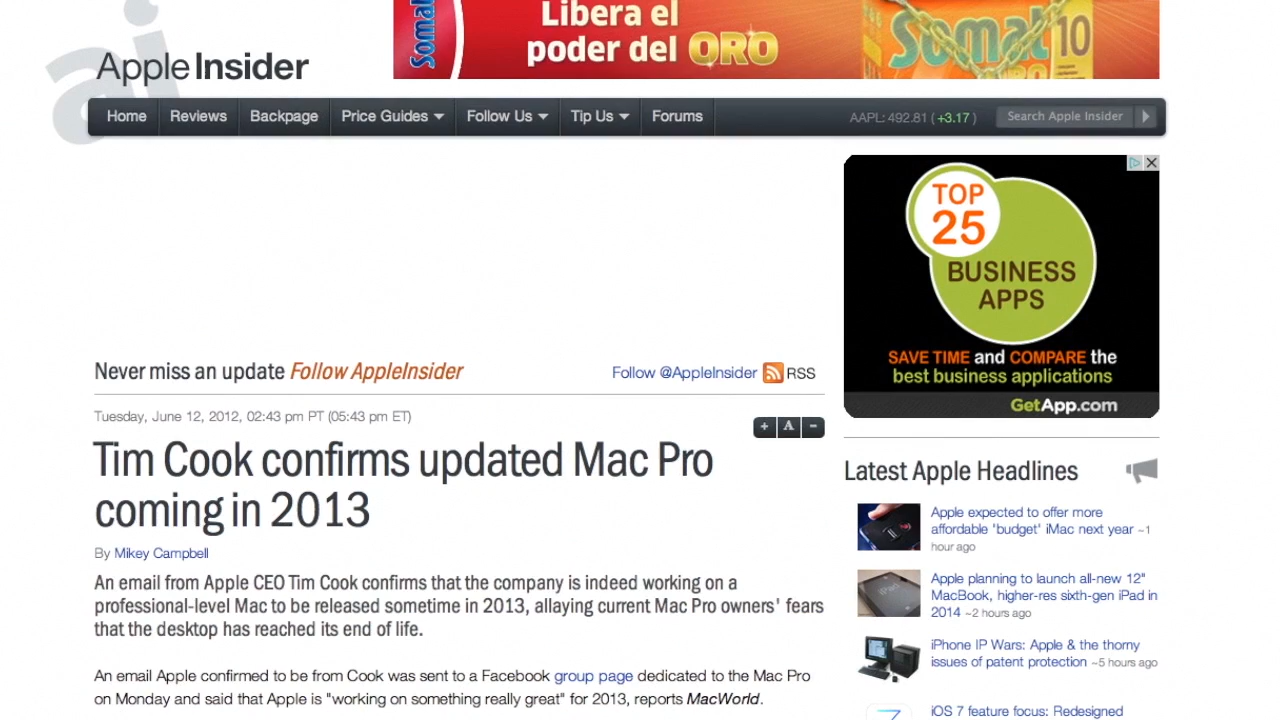 ai
AppleInsider
Somat
Libera el
poder del ORO
Somat 10
ORO
Home Reviews Backpage Price Guides Follow Us Tip Us Forums
AAPL: 492.81 ( +3.17 ) Search Apple Insider
TOP
25
BUSINESS
APPS
SAVE TIME and COMPARE the
best business applications
GetApp.com
Never miss an update Follow AppleInsider
Follow @AppleInsider RSS
Tuesday, June 12, 2012, 02:43 pm PT (05:43 pm ET)
+ A -
Tim Cook confirms updated Mac Pro
coming in 2013
By Mikey Campbell
An email from Apple CEO Tim Cook confirms that the company is indeed working on a
professional-level Mac to be released sometime in 2013, allaying current Mac Pro owners' fears
that the desktop has reached its end of life.
An email Apple confirmed to be from Cook was sent to a Facebook group page dedicated to the Mac Pro
on Monday and said that Apple is "working on something really great" for 2013, reports MacWorld.
Latest Apple Headlines
Apple expected to offer more
affordable 'budget' iMac next year ~1
hour ago
Apple planning to launch all-new 12"
MacBook, higher-res sixth-gen iPad in
2014 ~2 hours ago
iPhone IP Wars: Apple & the thorny
issues of patent protection ~5 hours ago
iOS 7 feature focus: Redesigned